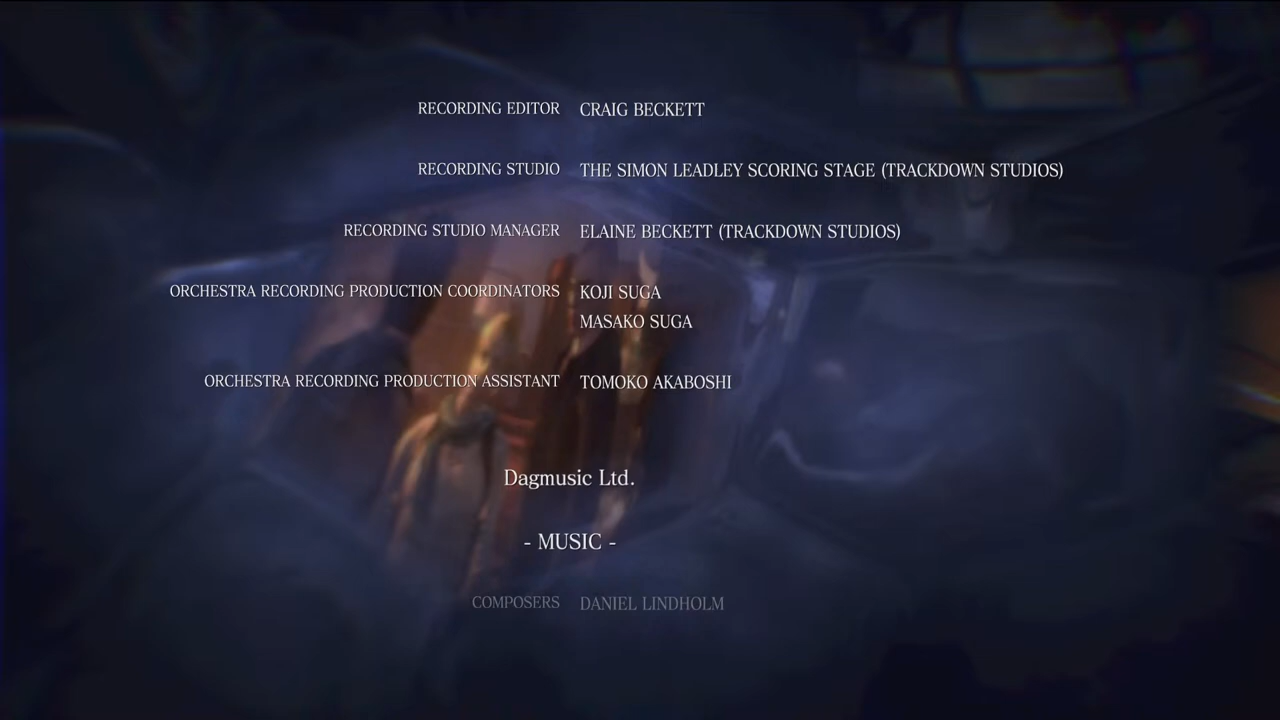 RECORDING EDITOR CRAIG BECKETT
RECORDING STUDIO THE SIMON LEADLEY SCORING STAGE (TRACKDOWN STUDIOS)
RECORDING STUDIO MANAGER ELAINE BECKETT (TRACKDOWN STUDIOS)
ORCHESTRA RECORDING PRODUCTION COORDINATORS KOJI SUGA
MASAKO SUGA
ORCHESTRA RECORDING PRODUCTION ASSISTANT TOMOKO AKABOSHI
Dagmusic Ltd.
- MUSIC -
COMPOSERS DANIEL LINDHOLM